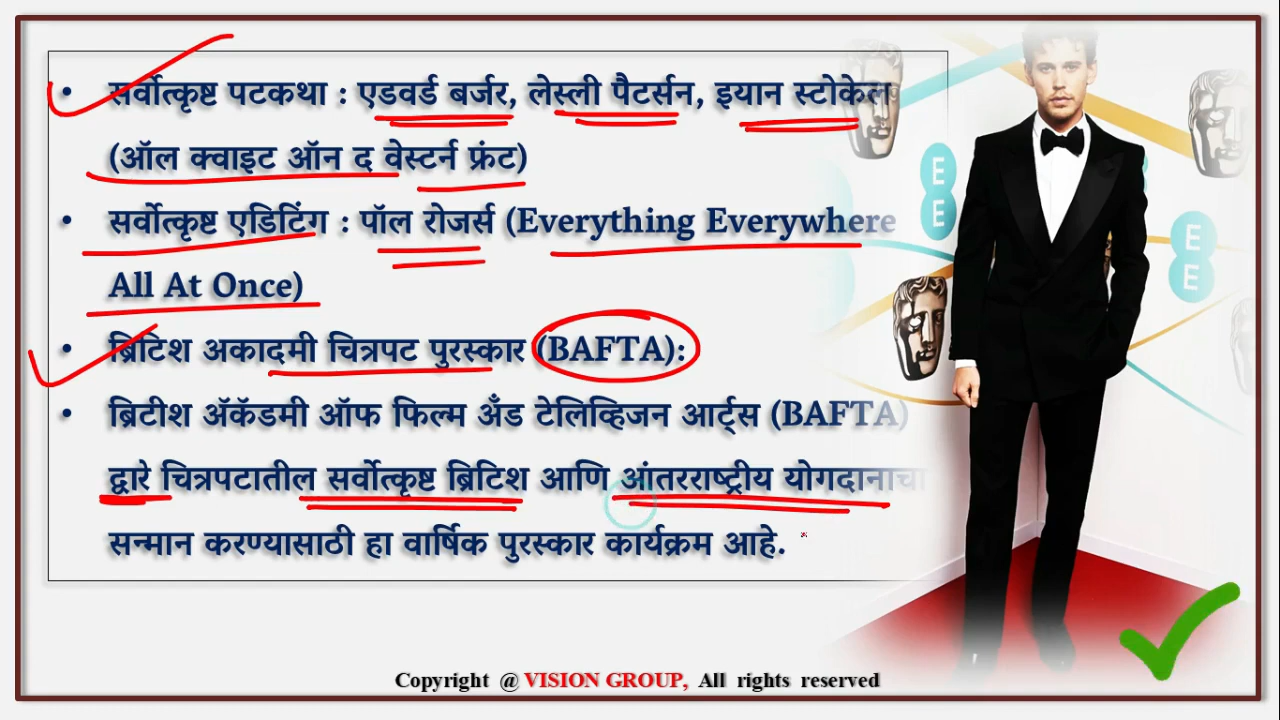 • सर्वोत्कृष्ट पटकथा : एडवर्ड बर्जर, लेस्ली पैटर्सन, इयान स्टोकेल
(ऑल क्वाइट ऑन द वेस्टर्न फ्रंट)
• सर्वोत्कृष्ट एडिटिंग : पॉल रोजर्स (Everything Everywhere
All At Once)
• ब्रिटिश अकादमी चित्रपट पुरस्कार (BAFTA):
• ब्रिटीश ॲकॅडमी ऑफ फिल्म अँड टेलिव्हिजन आर्ट्स (BAFTA)
द्वारे चित्रपटातील सर्वोत्कृष्ट ब्रिटिश आणि आंतरराष्ट्रीय योगदानाचा
सन्मान करण्यासाठी हा वार्षिक पुरस्कार कार्यक्रम आहे.
EE
EE
Copyright @ VISION GROUP, All rights reserved